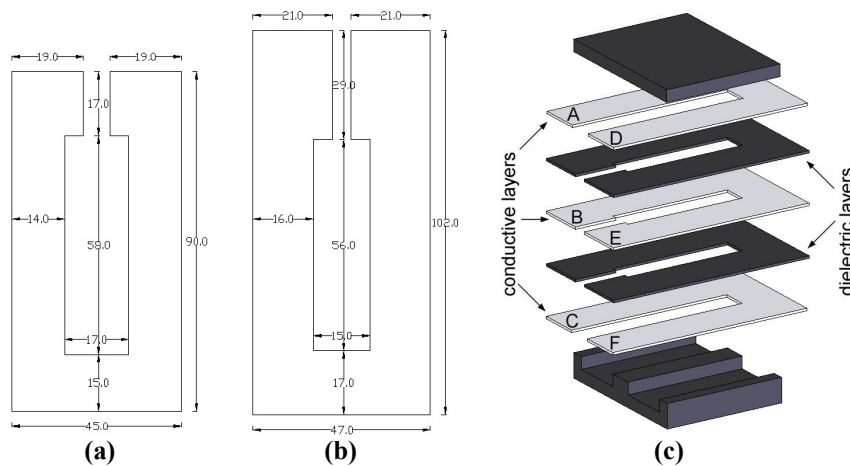 19.0
19.0
17.0
14.0
58.0
90.0
17.0
15.0
45.0
(a)
21.0
21.0
29.0
16.0
56.0
102.0
15.0
17.0
47.0
(b)
A
D
B
E
C
F
conductive layers
dielectric layers
(c)